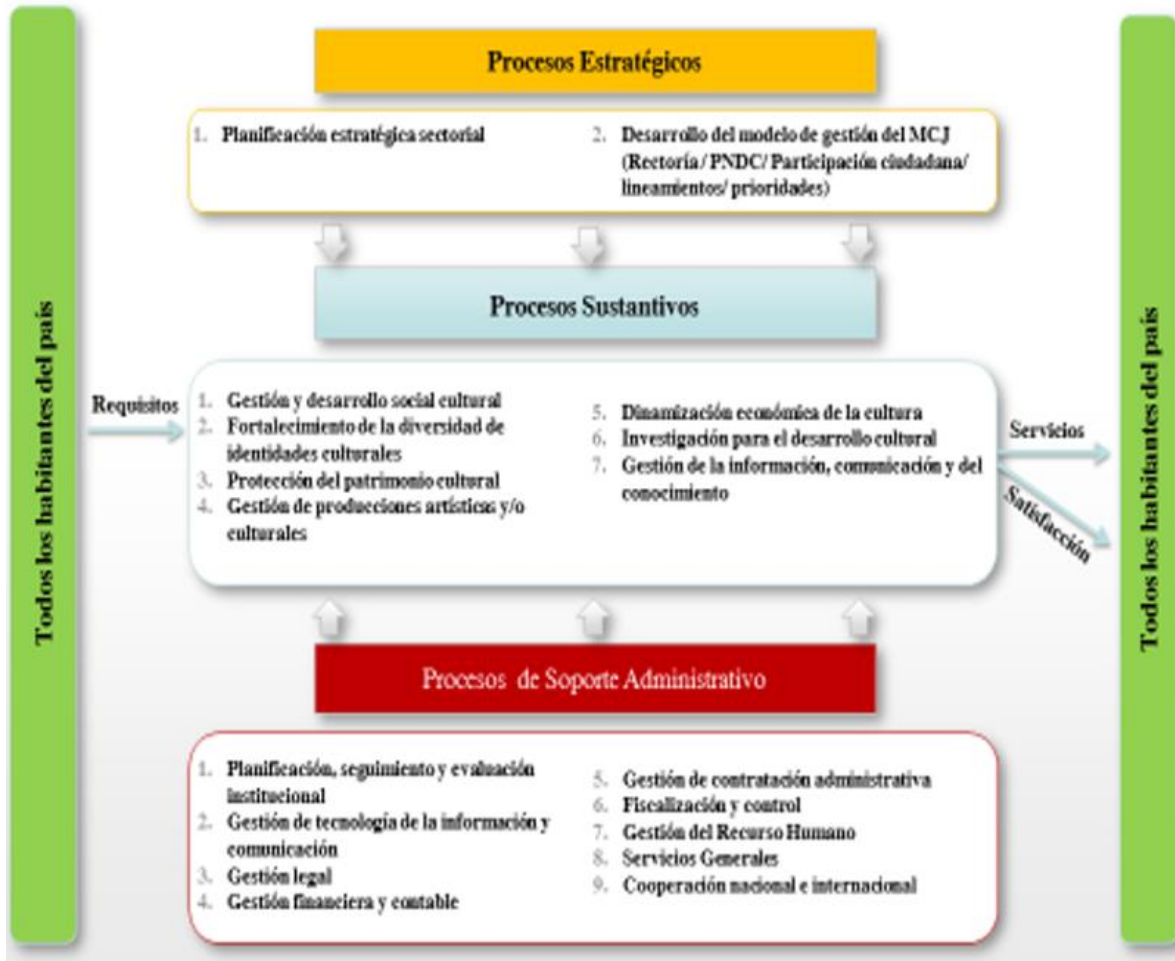 Todos los habitantes del país
Procesos Estratégicos
1. Planificación estratégica sectorial
2. Desarrollo del modelo de gestión del MCJ
(Rectoría/ PNDC/ Participación ciudadana/
lineamientos/ prioridades)
Procesos Sustantivos
Requisitos
1. Gestión y desarrollo social cultural
2. Fortalecimiento de la diversidad de
identidades culturales
3. Protección del patrimonio cultural
4. Gestión de producciones artísticas y/o
culturales
5. Dinamización económica de la cultura
6. Investigación para el desarrollo cultural
7. Gestión de la información, comunicación y del
conocimiento
Servicios
Satisfacción
Procesos de Soporte Administrativo
1. Planificación, seguimiento y evaluación
institucional
2. Gestión de tecnología de la información y
comunicación
3. Gestión legal
4. Gestión financiera y contable
5. Gestión de contratación administrativa
6. Fiscalización y control
7. Gestión del Recurso Humano
8. Servicios Generales
9. Cooperación nacional e internacional
Todos los habitantes del país